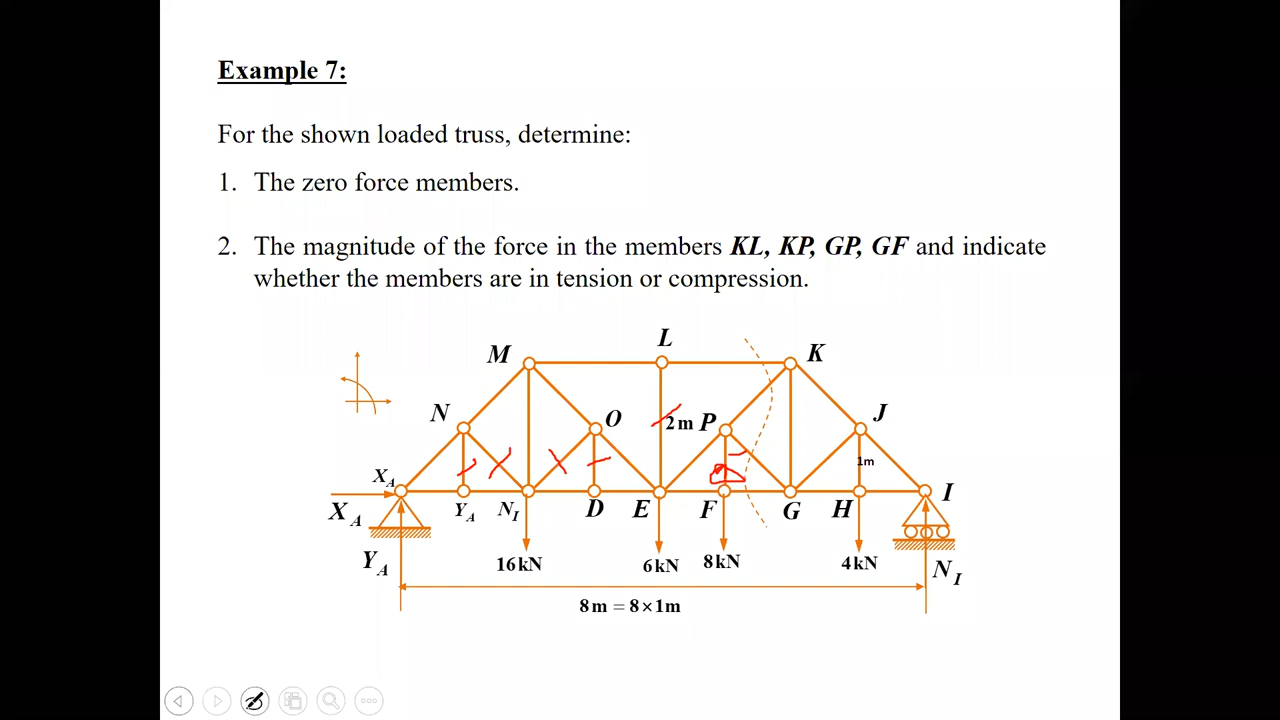 Example 7:
For the shown loaded truss, determine:
1. The zero force members.
2. The magnitude of the force in the members KL, KP, GP, GF and indicate
whether the members are in tension or compression.
L
M K
N O 2m P J
1m
X_A
X_A Y_A N_I D E F G H I
16kN 6kN 8kN 4kN
Y_A N_I
8m = 8×1m